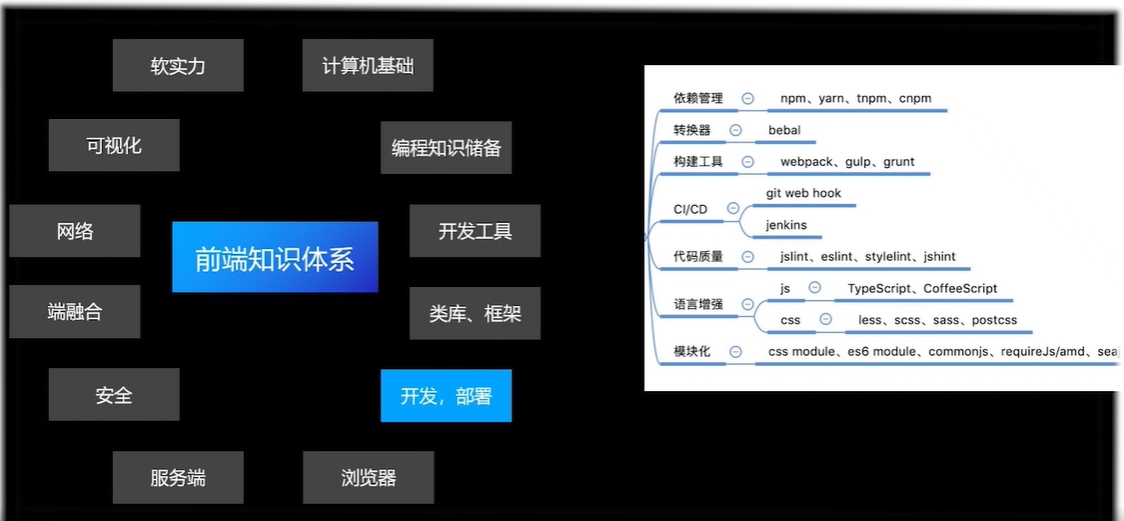 软实力
计算机基础
可视化
编程知识储备
网络
前端知识体系
开发工具
端融合
类库、框架
安全
开发，部署
服务端
浏览器
依赖管理 npm、yarn、tnpm、cnpm
转换器 bebal
构建工具 webpack、gulp、grunt
CI/CD
git web hook
jenkins
代码质量 jslint、eslint、stylelint、jshint
语言增强
js TypeScript、CoffeeScript
css less、scss、sass、postcss
模块化 css module、es6 module、commonjs、requireJs/amd、sea